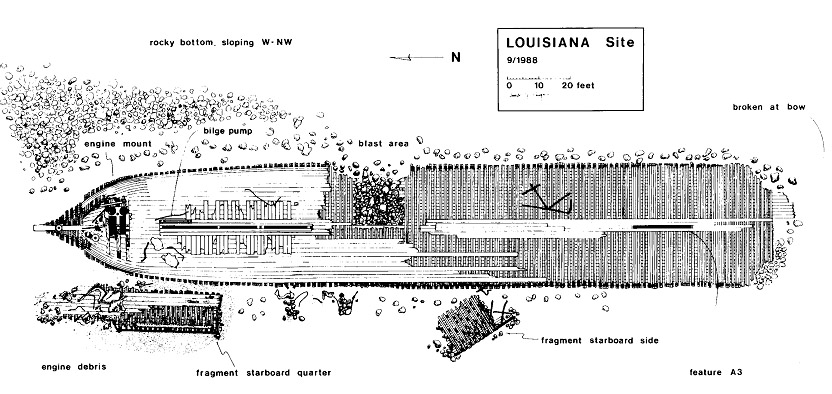 rocky bottom, sloping W-NW
N
LOUISIANA Site
9/1988
0 10 20 feet
broken at bow
bilge pump
engine mount
blast area
fragment starboard side
engine debris
fragment starboard quarter
feature A3